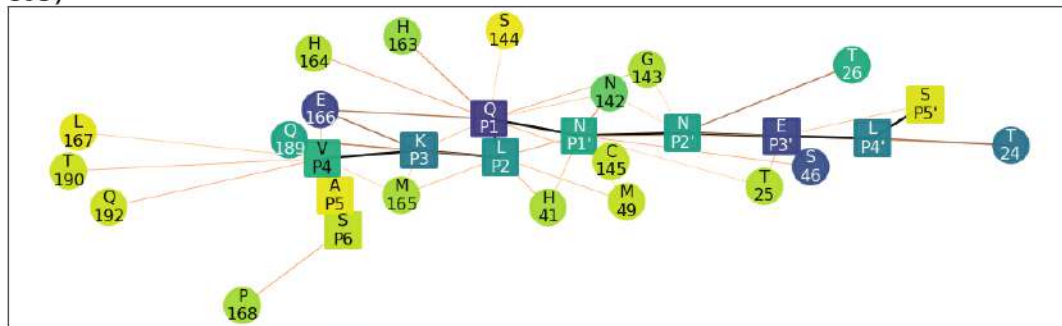 H
164
H
163
S
144
G
143
T
26
N
142
S
P5'
E
166
Q
P1
L
167
Q
189
V
P4
K
P3
L
P2
N
P1'
N
P2'
E
P3'
L
P4'
T
24
T
190
C
145
S
46
T
25
Q
192
A
P5
M
165
H
41
M
49
S
P6
P
168